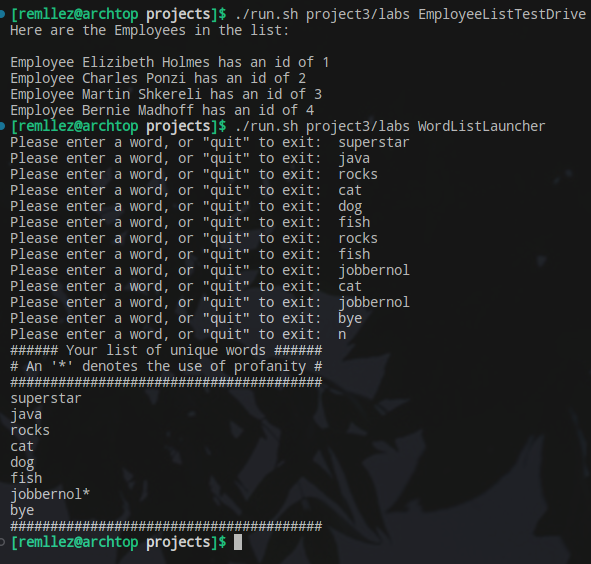 [remllez@archtop projects]$ ./run.sh project3/labs EmployeeListTestDrive
Here are the Employees in the list:
Employee Elizibeth Holmes has an id of 1
Employee Charles Ponzi has an id of 2
Employee Martin Shkereli has an id of 3
Employee Bernie Madhoff has an id of 4
[remllez@archtop projects]$ ./run.sh project3/labs WordListLauncher
Please enter a word, or "quit" to exit:  superstar
Please enter a word, or "quit" to exit:  java
Please enter a word, or "quit" to exit:  rocks
Please enter a word, or "quit" to exit:  cat
Please enter a word, or "quit" to exit:  dog
Please enter a word, or "quit" to exit:  fish
Please enter a word, or "quit" to exit:  rocks
Please enter a word, or "quit" to exit:  fish
Please enter a word, or "quit" to exit:  jobbernol
Please enter a word, or "quit" to exit:  cat
Please enter a word, or "quit" to exit:  jobbernol
Please enter a word, or "quit" to exit:  bye
Please enter a word, or "quit" to exit:  n
###### Your list of unique words ######
# An '*' denotes the use of profanity #
#######################################
superstar
java
rocks
cat
dog
fish
jobbernol*
bye
#######################################
[remllez@archtop projects]$